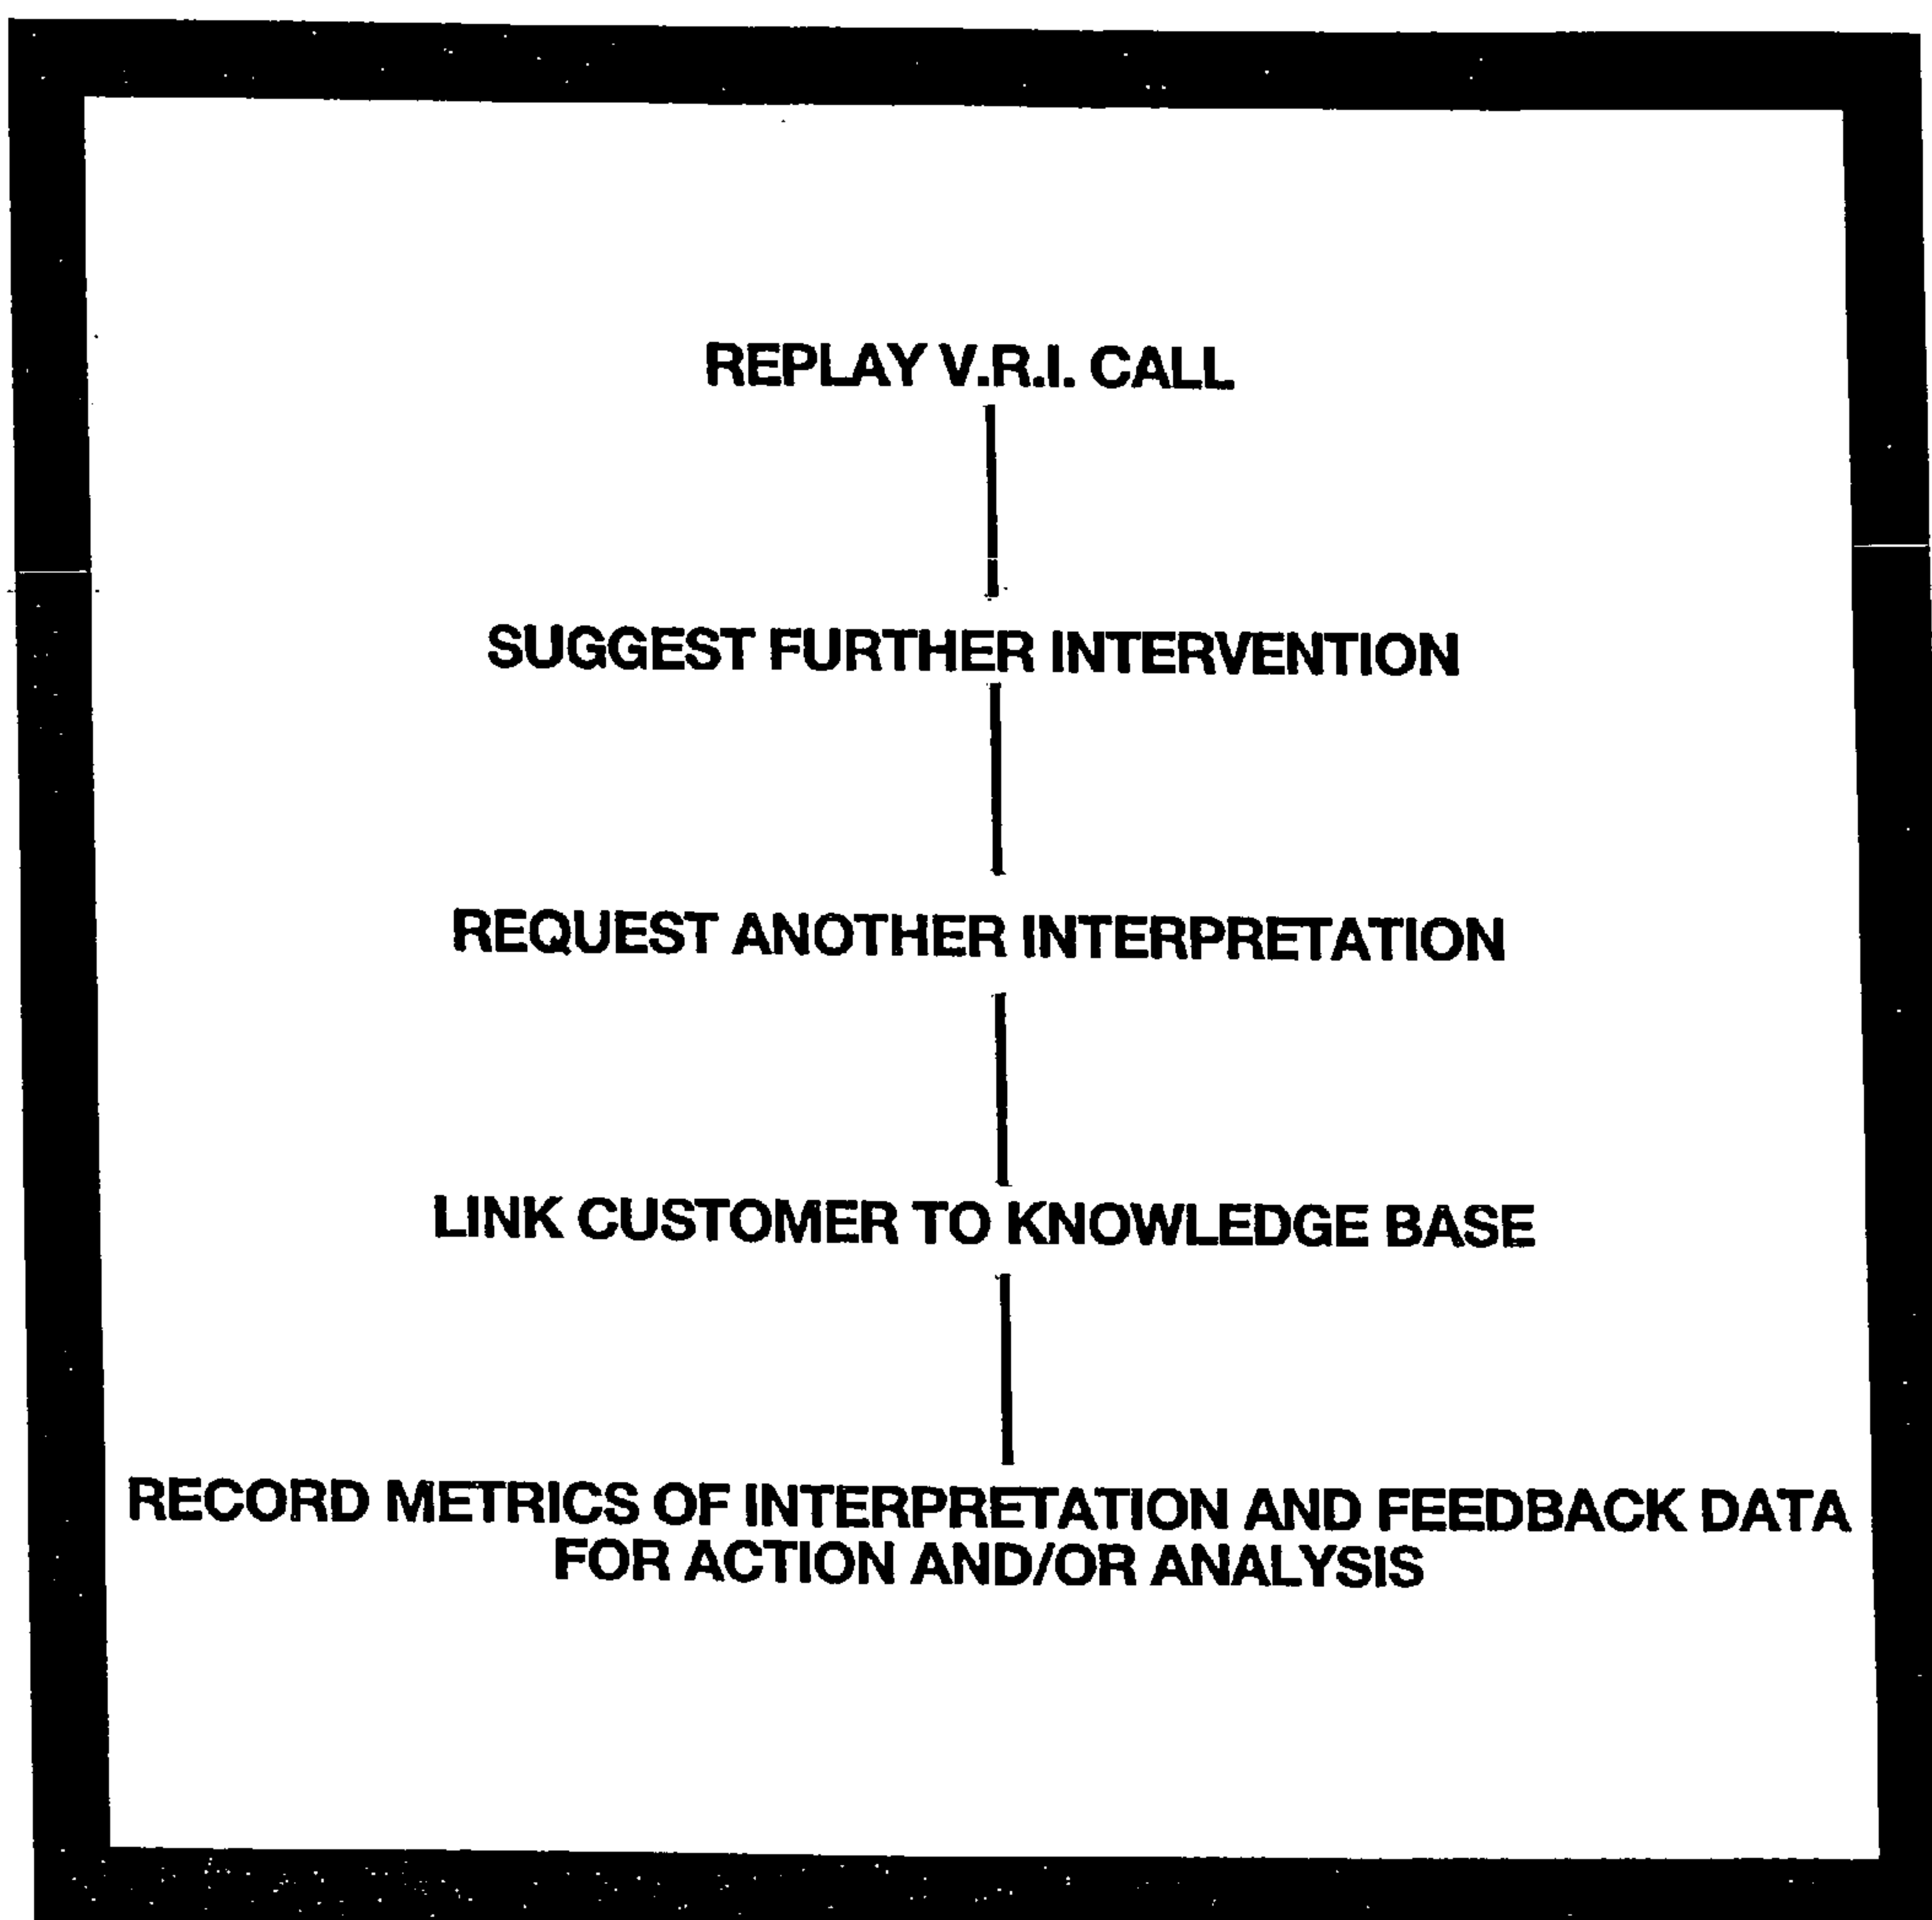 REPLAY V.R.I. CALL
SUGGEST FURTHER INTERVENTION
REQUEST ANOTHER INTERPRETATION
LINK CUSTOMER TO KNOWLEDGE BASE
RECORD METRICS OF INTERPRETATION AND FEEDBACK DATA
FOR ACTION AND/OR ANALYSIS